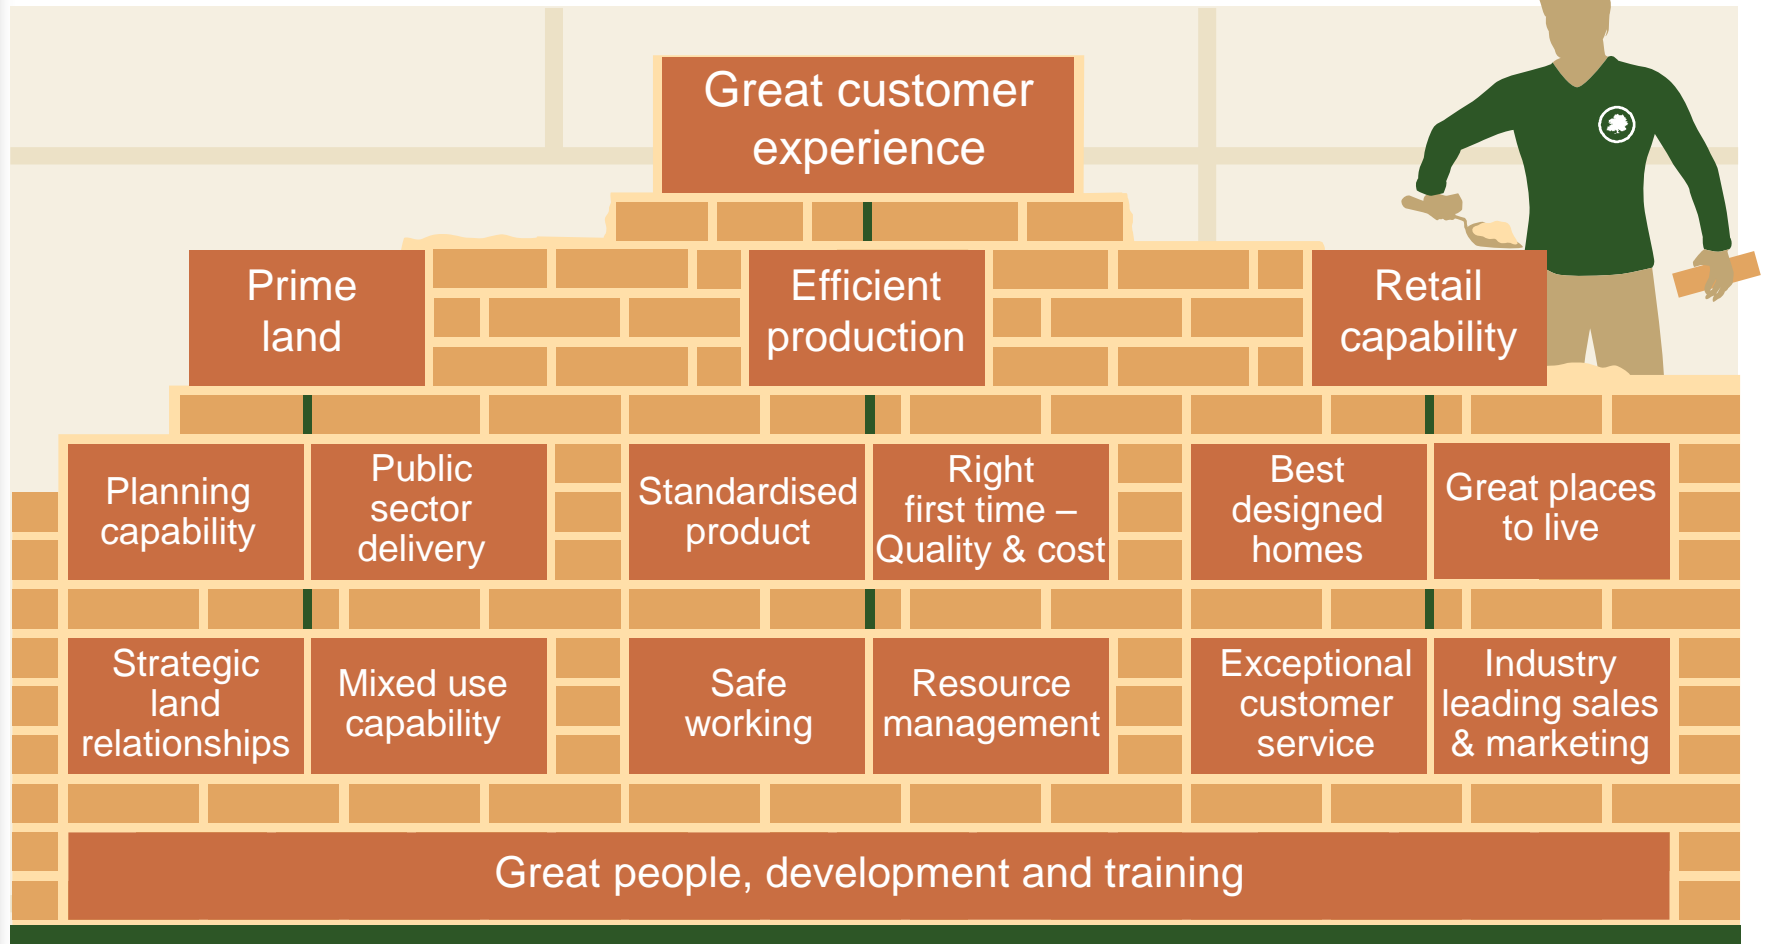 Great customer
experience
Prime
land
Efficient
production
Retail
capability
Planning
capability
Public
sector
delivery
Standardised
product
Right
first time –
Quality & cost
Best
designed
homes
Great places
to live
Strategic
land
relationships
Mixed use
capability
Safe
working
Resource
management
Exceptional
customer
service
Industry
leading sales
& marketing
Great people, development and training